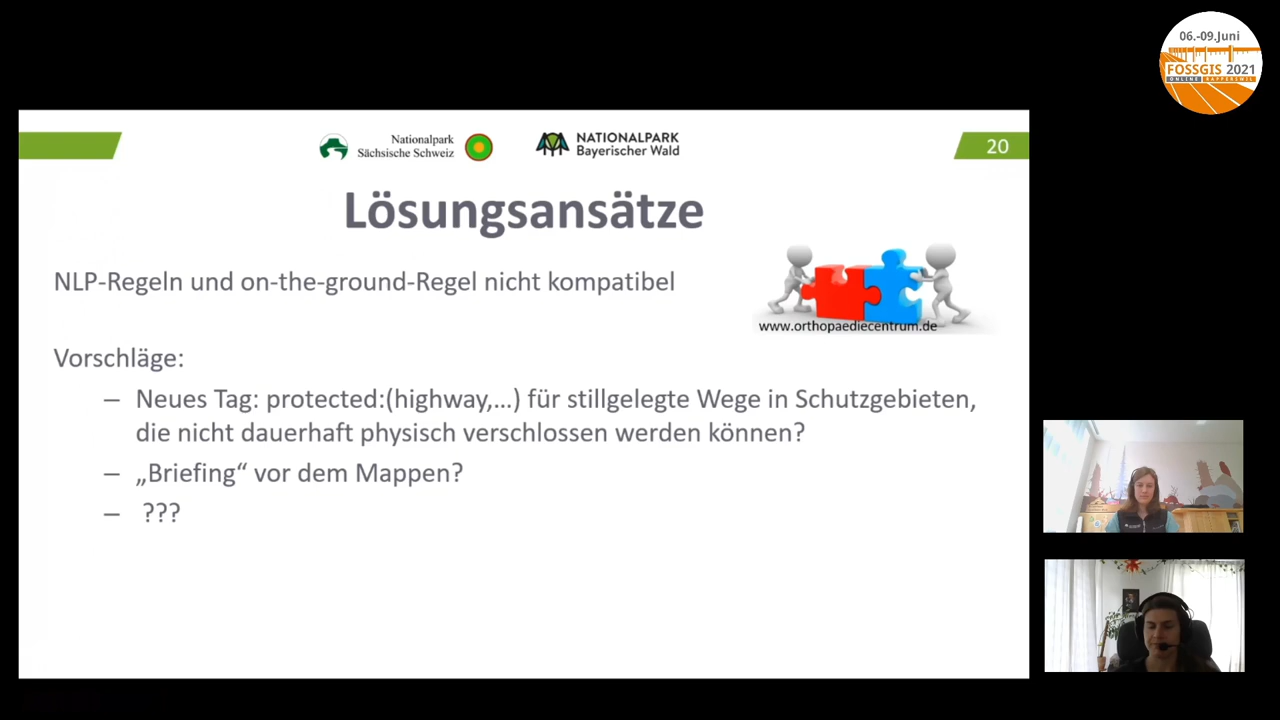 06.-09.Juni
FOSSGIS 2021
ONLINE RAPPERSWIL
Nationalpark
Sächsische Schweiz
NATIONALPARK
Bayerischer Wald
20
Lösungsansätze
NLP-Regeln und on-the-ground-Regel nicht kompatibel
www.orthopaediecentrum.de
Vorschläge:
– Neues Tag: protected:(highway,...) für stillgelegte Wege in Schutzgebieten,
die nicht dauerhaft physisch verschlossen werden können?
– „Briefing“ vor dem Mappen?
– ???